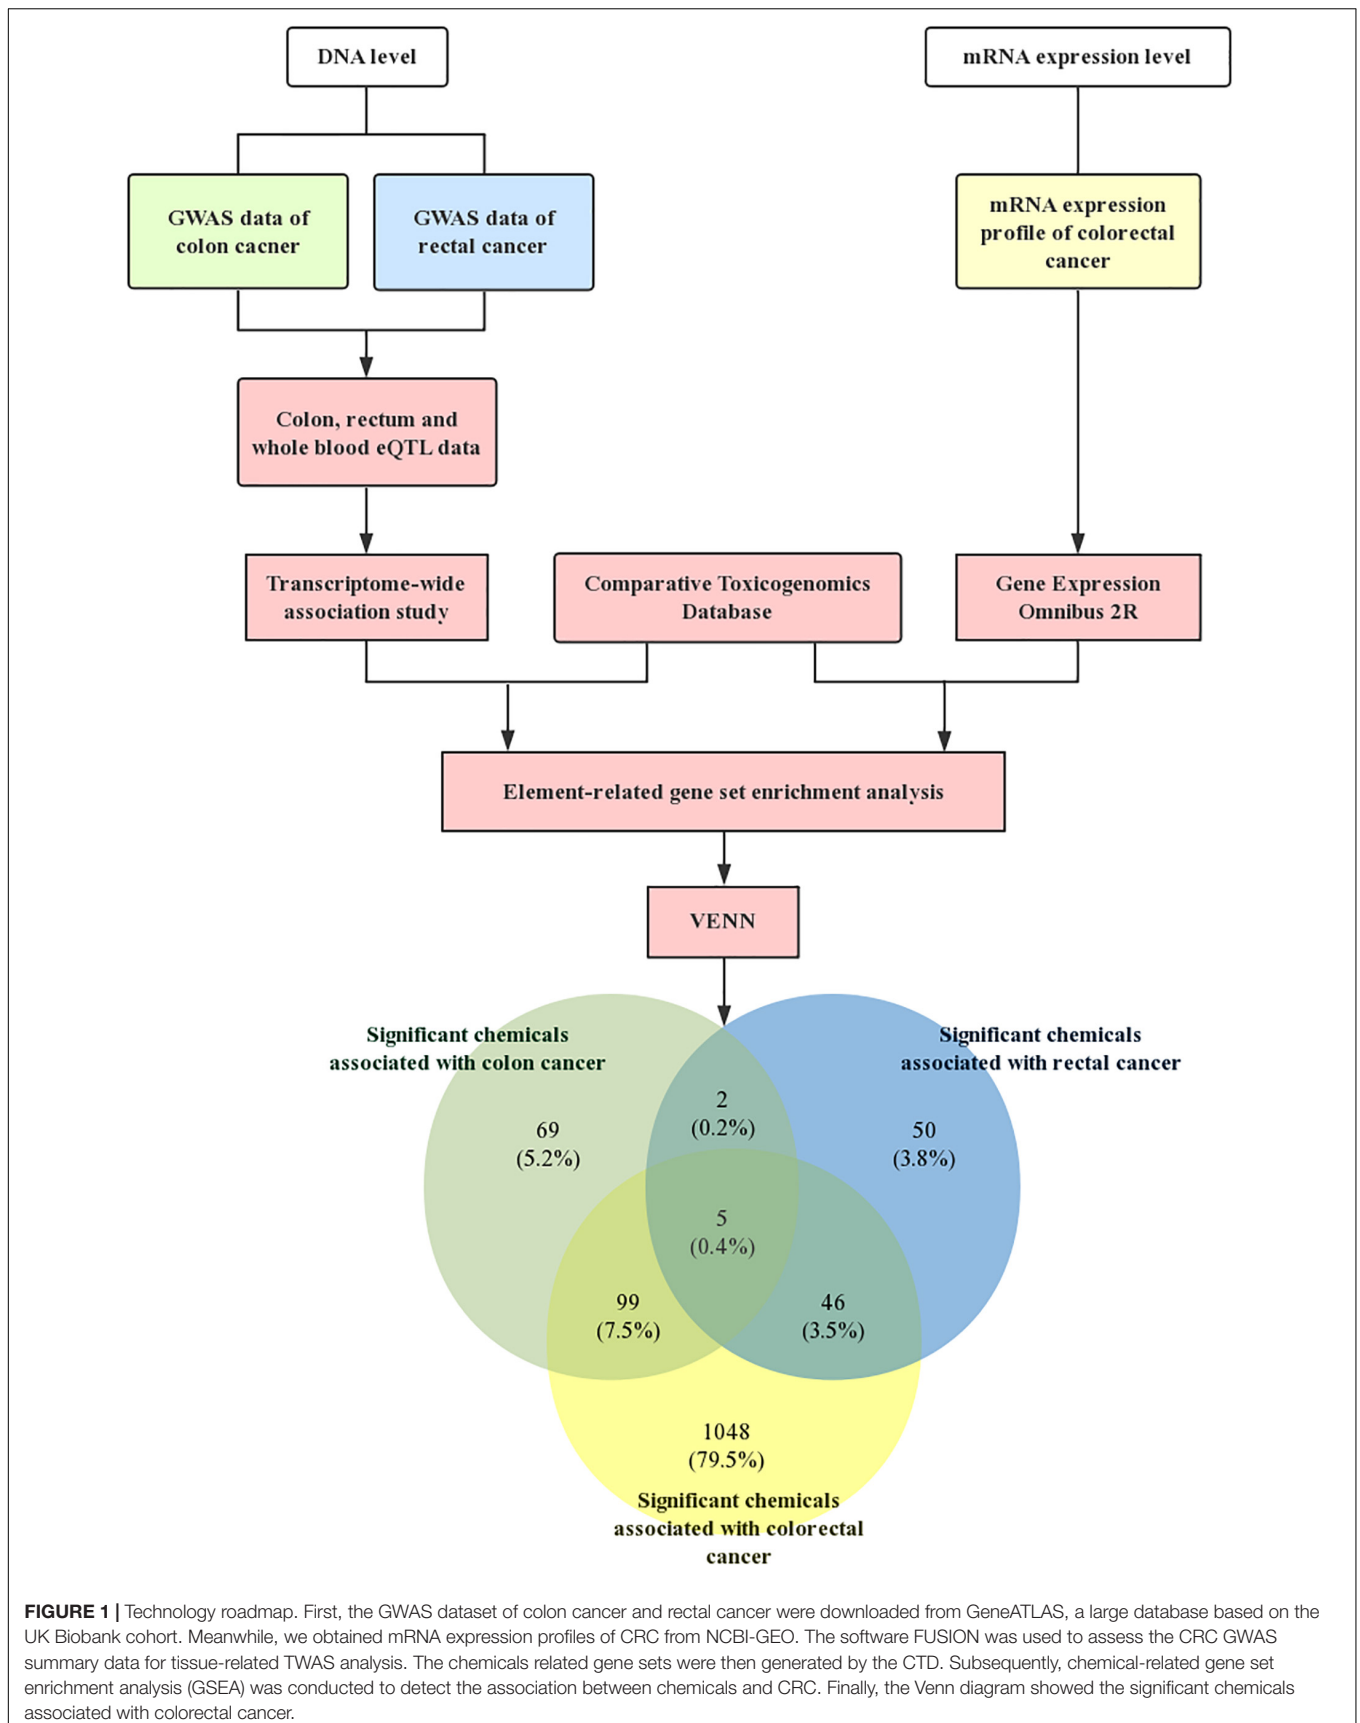 DNA level
mRNA expression level
GWAS data of
colon cacner
GWAS data of
rectal cancer
mRNA expression
profile of colorectal
cancer
Colon, rectum and
whole blood eQTL data
Transcriptome-wide
association study
Comparative Toxicogenomics
Database
Gene Expression
Omnibus 2R
Element-related gene set enrichment analysis
VENN
Significant chemicals
associated with colon cancer
Significant chemicals
associated with rectal cancer
2
(0.2%)
69
(5.2%)
50
(3.8%)
5
(0.4%)
99
(7.5%)
46
(3.5%)
1048
(79.5%)
Significant chemicals
associated with colorectal
cancer
FIGURE 1 | Technology roadmap. First, the GWAS dataset of colon cancer and rectal cancer were downloaded from GeneATLAS, a large database based on the
UK Biobank cohort. Meanwhile, we obtained mRNA expression profiles of CRC from NCBI-GEO. The software FUSION was used to assess the CRC GWAS
summary data for tissue-related TWAS analysis. The chemicals related gene sets were then generated by the CTD. Subsequently, chemical-related gene set
enrichment analysis (GSEA) was conducted to detect the association between chemicals and CRC. Finally, the Venn diagram showed the significant chemicals
associated with colorectal cancer.